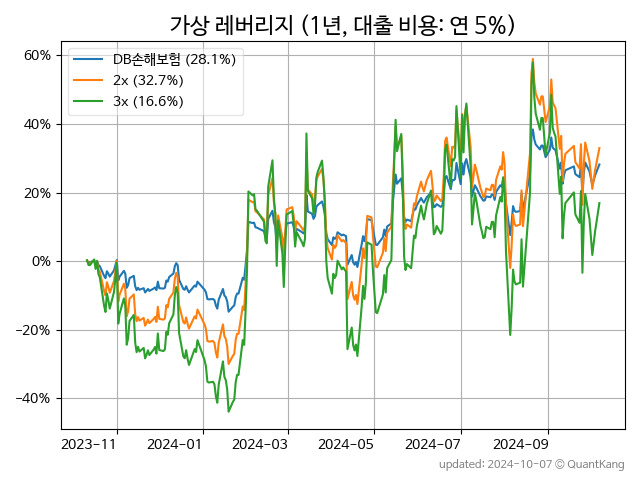 가상 레버리지 (1년, 대출 비용: 연 5%)
DB손해보험 (28.1%)
2x (32.7%)
3x (16.6%)
60%
40%
20%
0%
−20%
−40%
2023-11
2024-01
2024-03
2024-05
2024-07
2024-09
updated: 2024-10-07 © QuantKang